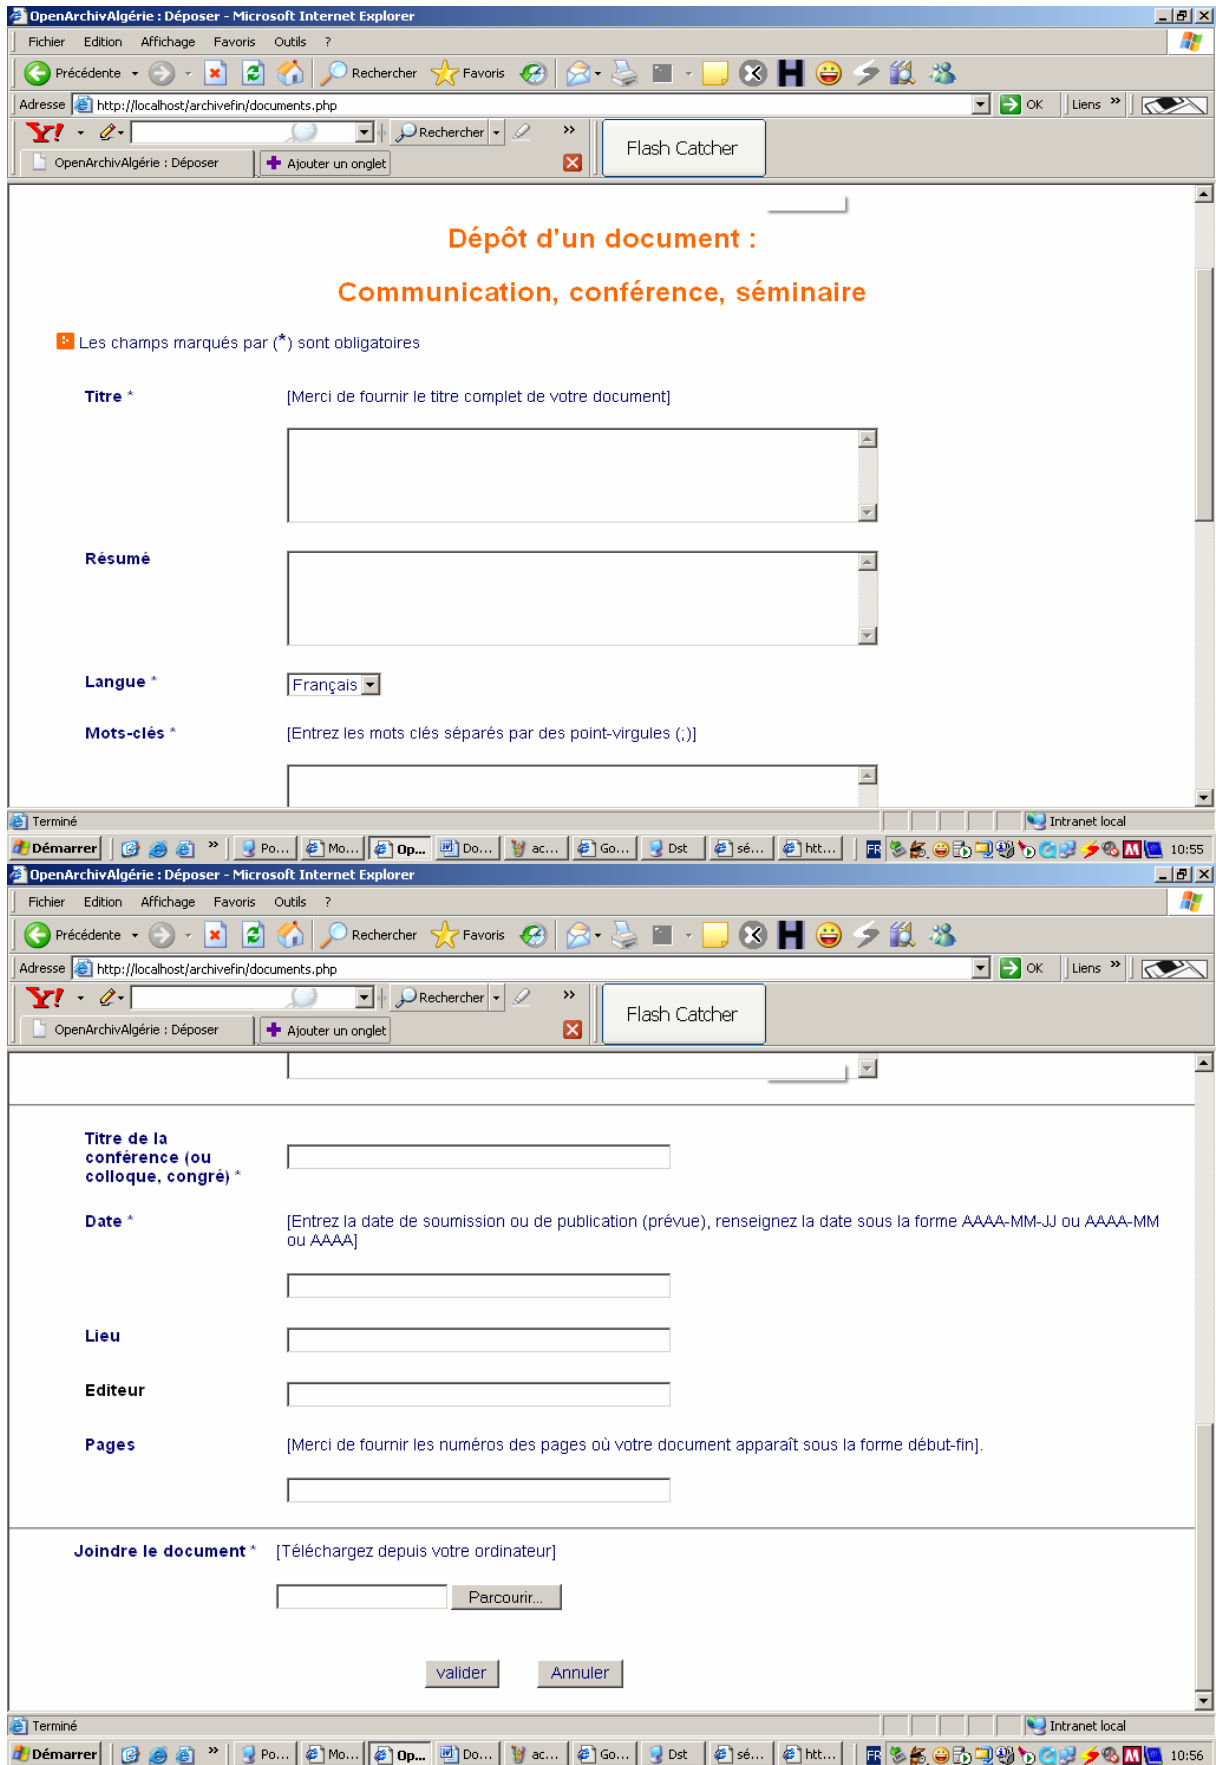 OpenArchivAlgérie : Déposer - Microsoft Internet Explorer
Fichier Edition Affichage Favoris Outils ?
Précédente Rechercher Favoris
Adresse http://localhost/archivefin/documents.php OK Liens »
Y! Rechercher » Flash Catcher
OpenArchivAlgérie : Déposer Ajouter un onglet
Dépôt d'un document :
Communication, conférence, séminaire
Les champs marqués par (*) sont obligatoires
Titre * [Merci de fournir le titre complet de votre document]
Résumé
Langue * Français
Mots-clés * [Entrez les mots clés séparés par des point-virgules (;)]
Terminé Intranet local
Démarrer » Po... Mo... Op... Do... ac... Go... Dst sé... htt... FR 10:55
OpenArchivAlgérie : Déposer - Microsoft Internet Explorer
Fichier Edition Affichage Favoris Outils ?
Précédente Rechercher Favoris
Adresse http://localhost/archivefin/documents.php OK Liens »
Y! Rechercher » Flash Catcher
OpenArchivAlgérie : Déposer Ajouter un onglet
Titre de la
conférence (ou
colloque, congré) *
Date * [Entrez la date de soumission ou de publication (prévue), renseignez la date sous la forme AAAA-MM-JJ ou AAAA-MM
ou AAAA]
Lieu
Editeur
Pages [Merci de fournir les numéros des pages où votre document apparaît sous la forme début-fin].
Joindre le document * [Téléchargez depuis votre ordinateur]
Parcourir...
valider Annuler
Terminé Intranet local
Démarrer » Po... Mo... Op... Do... ac... Go... Dst sé... htt... FR 10:56